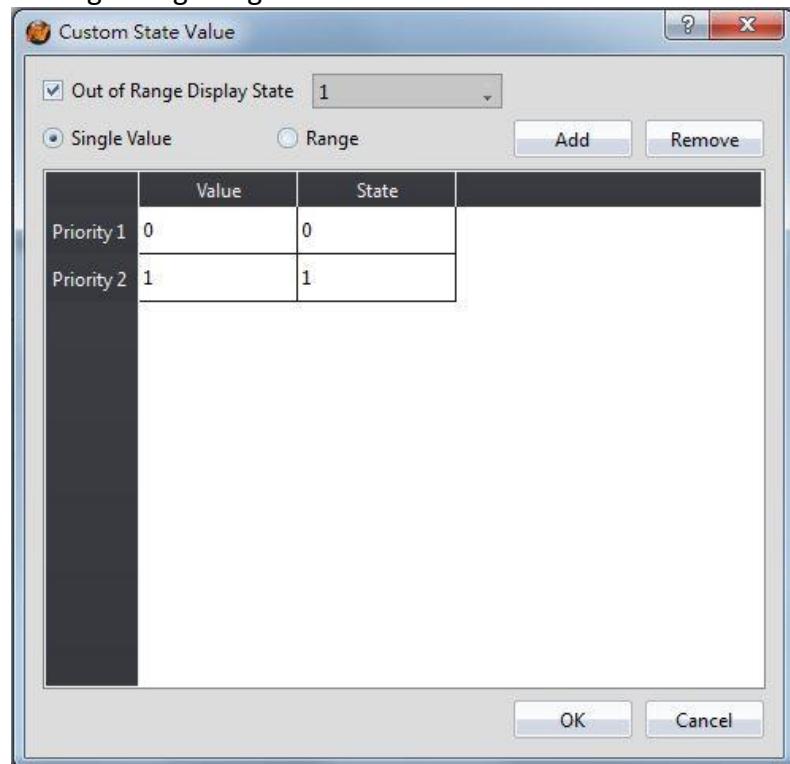 Custom State Value
?
Out of Range Display State 1
Single Value Range Add Remove
Value State
Priority 1 0 0
Priority 2 1 1
OK Cancel